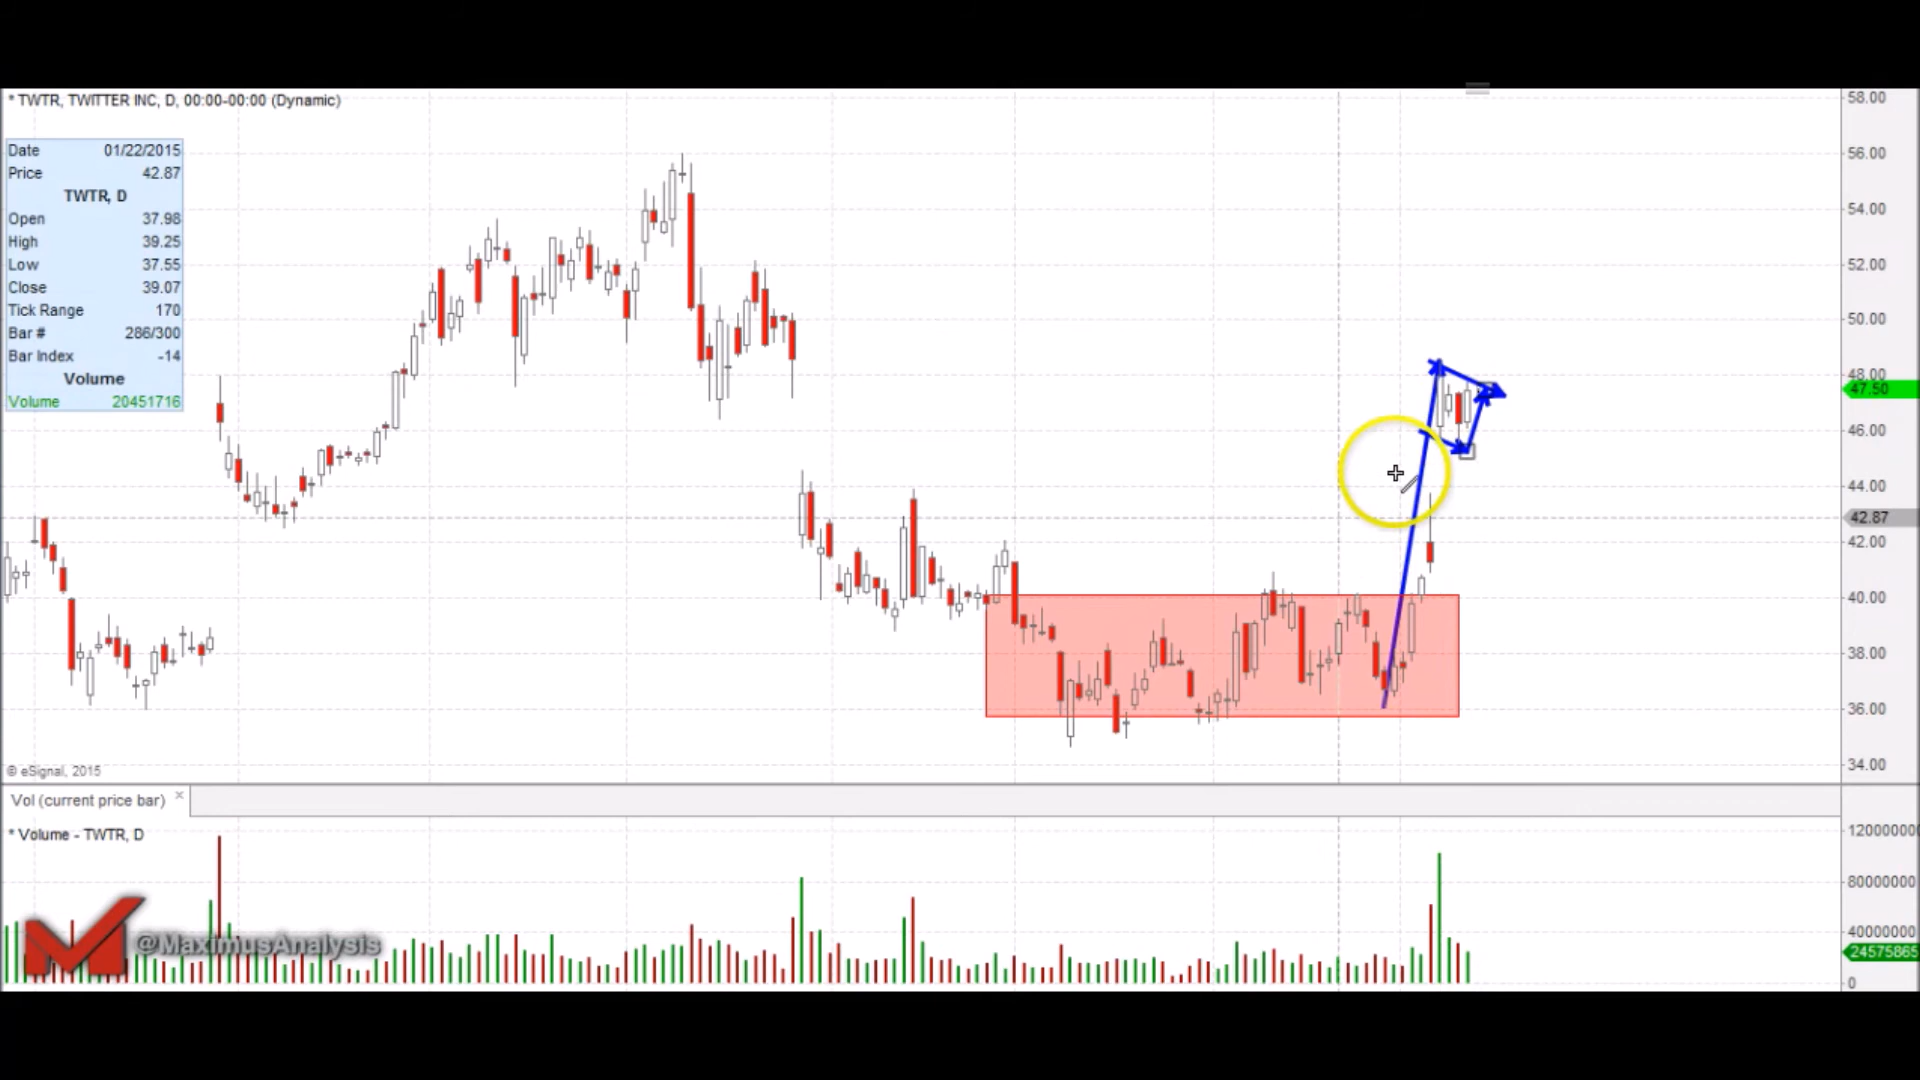 * TWTR, TWITTER INC, D, 00:00-00:00 (Dynamic)
Date 01/22/2015
Price 42.87
TWTR, D
Open 37.98
High 39.25
Low 37.55
Close 39.07
Tick Range 170
Bar # 286/300
Bar Index -14
Volume
Volume 20451716
58.00
56.00
54.00
52.00
50.00
48.00
47.50
46.00
44.00
42.87
42.00
40.00
38.00
36.00
34.00
© eSignal, 2015
Vol (current price bar) ×
* Volume - TWTR, D
120000000
80000000
40000000
24575865
0
@MaximusAnalysis